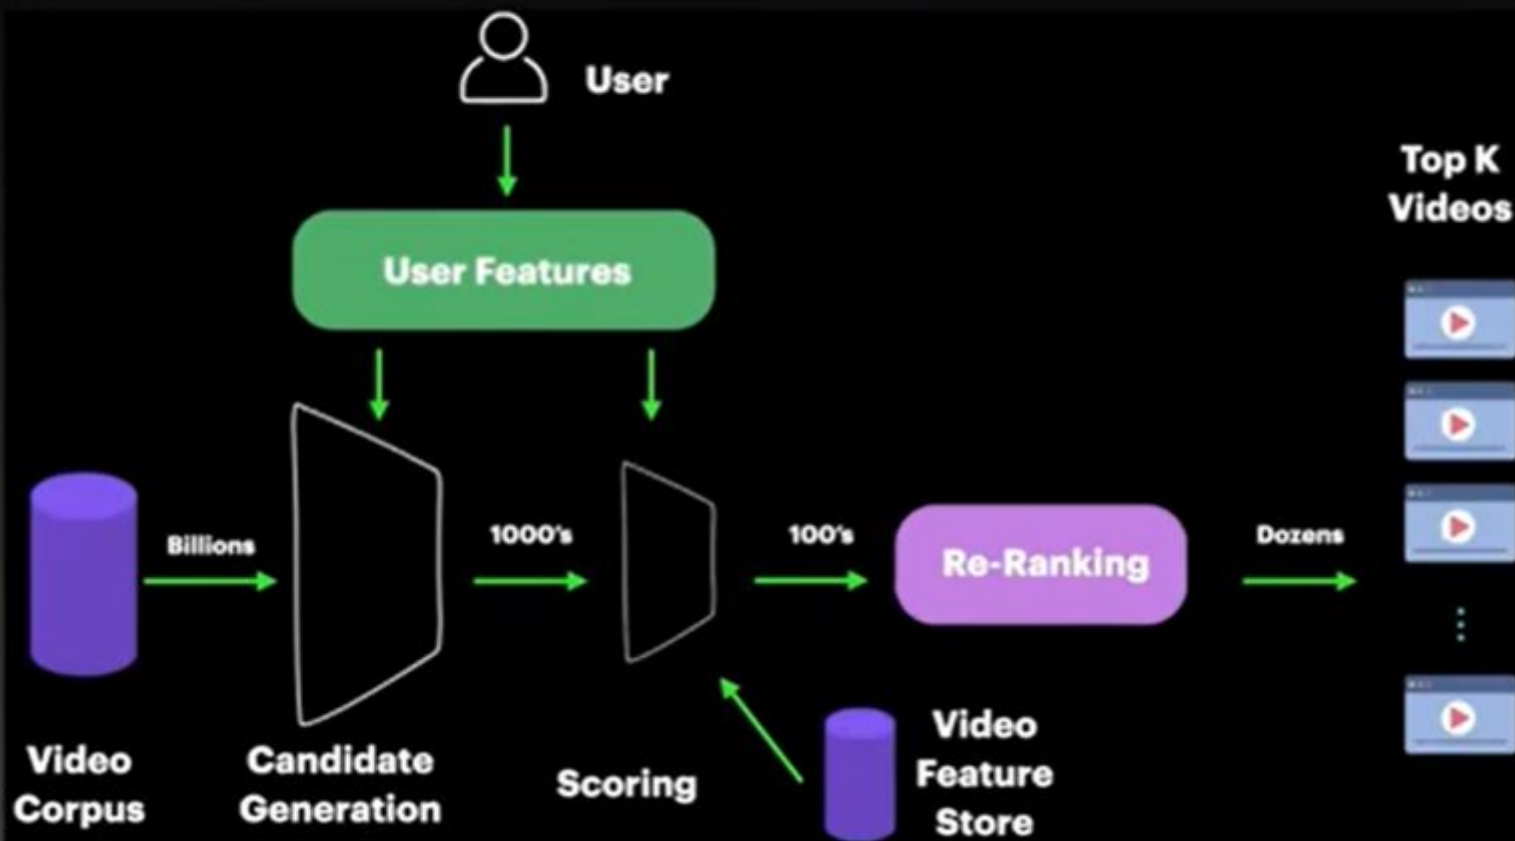 User
Top K
Videos
User Features
Billions
1000's
100's
Re-Ranking
Dozens
Video
Corpus
Candidate
Generation
Scoring
Video
Feature
Store